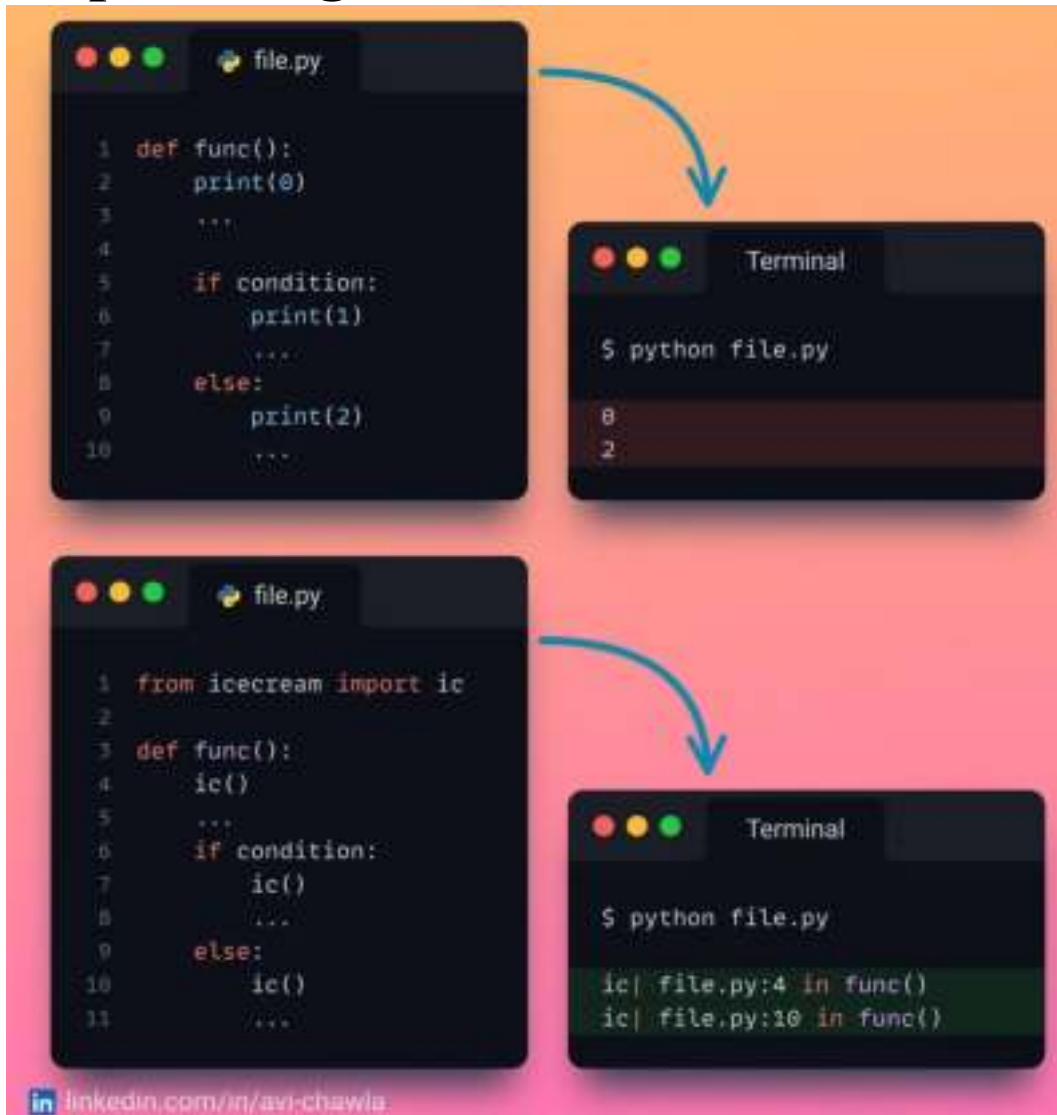 file.py
1 def func():
2 print(0)
3 ...
4
5 if condition:
6 print(1)
7 ...
8 else:
9 print(2)
10 ...
Terminal
$ python file.py
0
2
file.py
1 from icecream import ic
2
3 def func():
4 ic()
5 ...
6 if condition:
7 ic()
8 ...
9 else:
10 ic()
11 ...
Terminal
$ python file.py
ic| file.py:4 in func()
ic| file.py:10 in func()
in linkedin.com/in/avi-chawla